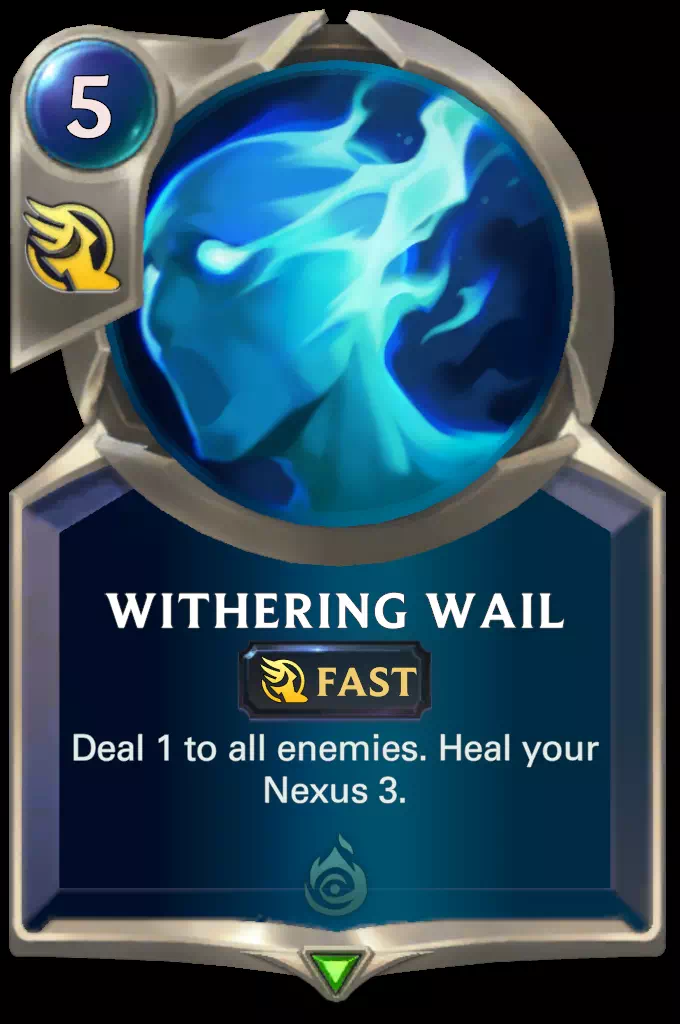 5
WITHERING WAIL
FAST
Deal 1 to all enemies. Heal your
Nexus 3.